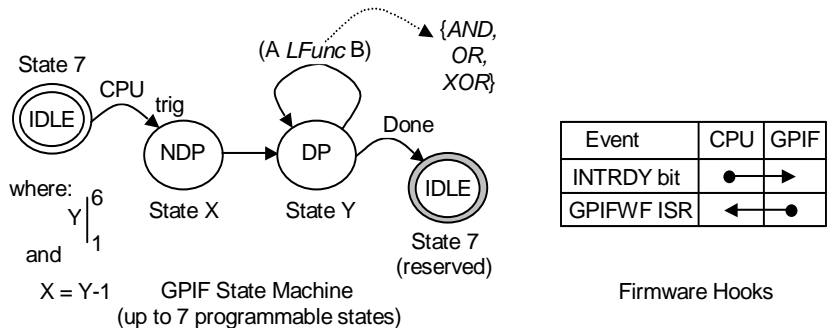 State 7
CPU
trig
IDLE
NDP
State X
(A LFunc B)
{AND,
OR,
XOR}
DP
State Y
Done
IDLE
State 7
(reserved)
where:
Y
6
1
and
X = Y-1
GPIF State Machine
(up to 7 programmable states)
Event CPU GPIF
INTRDY bit
GPIFWF ISR
Firmware Hooks